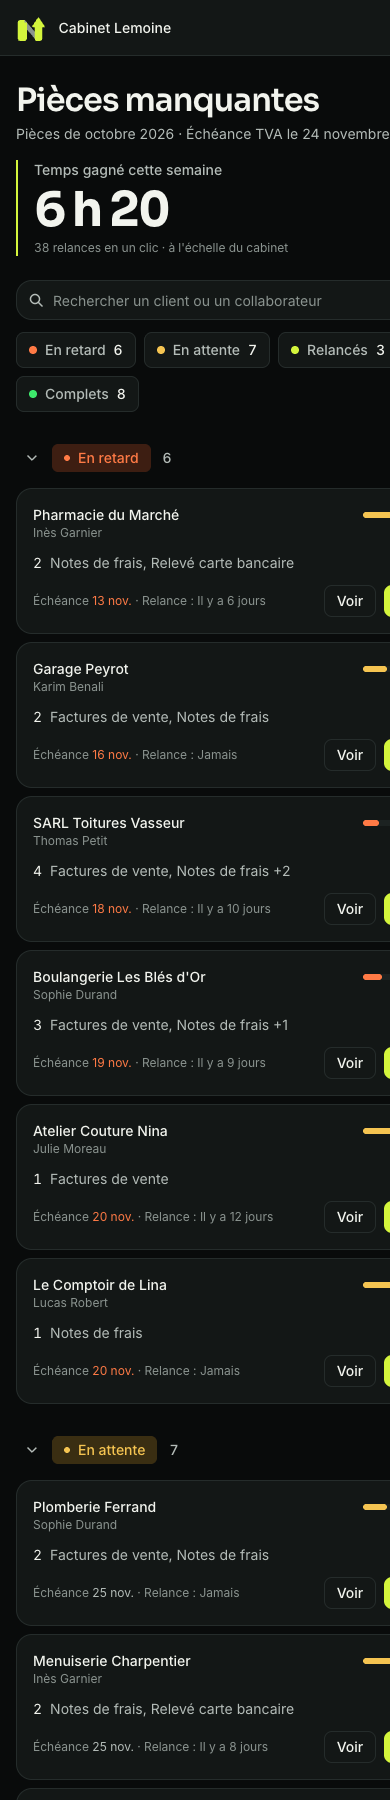 Cabinet Lemoine
Pièces manquantes
Pièces de octobre 2026 · Échéance TVA le 24 novembre
Temps gagné cette semaine
6 h 20
38 relances en un clic · à l'échelle du cabinet
Rechercher un client ou un collaborateur
En retard 6
En attente 7
Relancés 3
Complets 8
En retard 6
Pharmacie du Marché
Inès Garnier
2 Notes de frais, Relevé carte bancaire
Échéance 13 nov. · Relance : Il y a 6 jours
Voir
Garage Peyrot
Karim Benali
2 Factures de vente, Notes de frais
Échéance 16 nov. · Relance : Jamais
Voir
SARL Toitures Vasseur
Thomas Petit
4 Factures de vente, Notes de frais +2
Échéance 18 nov. · Relance : Il y a 10 jours
Voir
Boulangerie Les Blés d'Or
Sophie Durand
3 Factures de vente, Notes de frais +1
Échéance 19 nov. · Relance : Il y a 9 jours
Voir
Atelier Couture Nina
Julie Moreau
1 Factures de vente
Échéance 20 nov. · Relance : Il y a 12 jours
Voir
Le Comptoir de Lina
Lucas Robert
1 Notes de frais
Échéance 20 nov. · Relance : Jamais
Voir
En attente 7
Plomberie Ferrand
Sophie Durand
2 Factures de vente, Notes de frais
Échéance 25 nov. · Relance : Jamais
Voir
Menuiserie Charpentier
Inès Garnier
2 Notes de frais, Relevé carte bancaire
Échéance 25 nov. · Relance : Il y a 8 jours
Voir